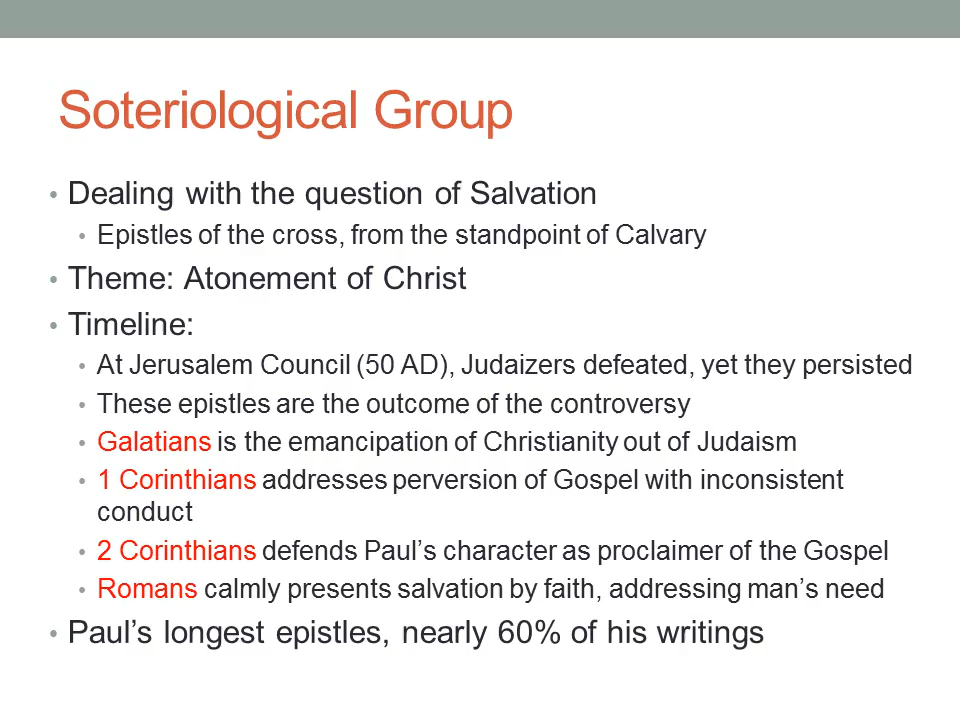 Soteriological Group
• Dealing with the question of Salvation
• Epistles of the cross, from the standpoint of Calvary
• Theme: Atonement of Christ
• Timeline:
• At Jerusalem Council (50 AD), Judaizers defeated, yet they persisted
• These epistles are the outcome of the controversy
• Galatians is the emancipation of Christianity out of Judaism
• 1 Corinthians addresses perversion of Gospel with inconsistent
conduct
• 2 Corinthians defends Paul’s character as proclaimer of the Gospel
• Romans calmly presents salvation by faith, addressing man’s need
• Paul’s longest epistles, nearly 60% of his writings